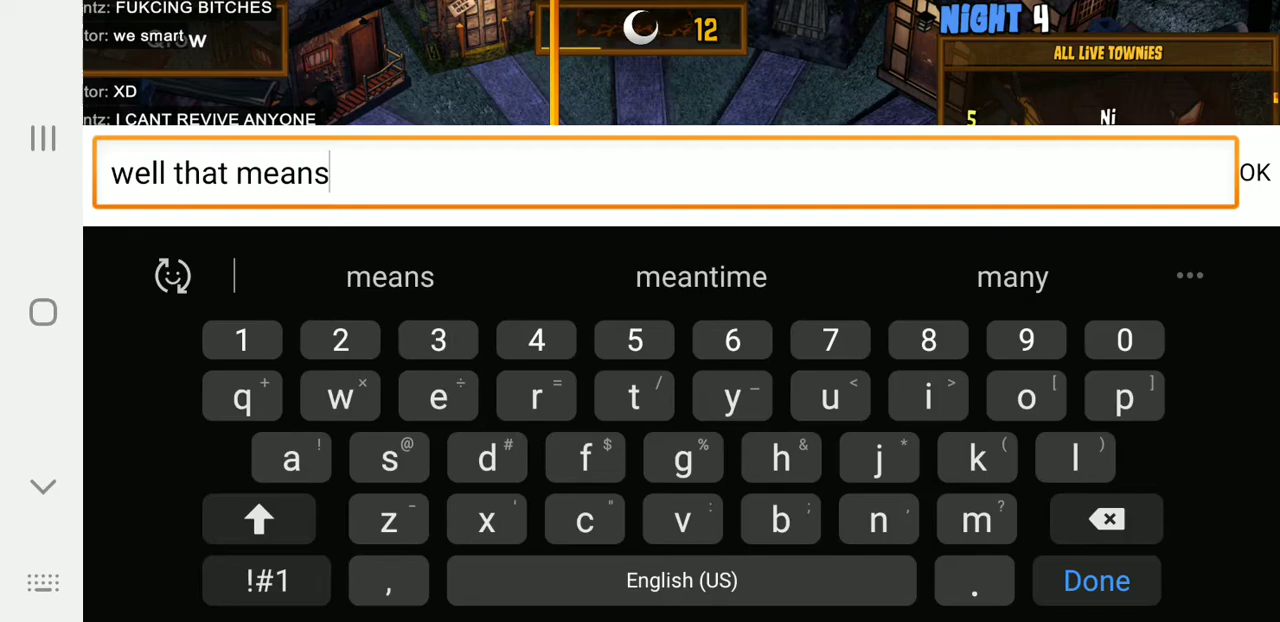 ntz: FUKCING BITCHES
tor: we smart
w
12
NiGHT 4
ALL LiVE TOWNiES
tor: XD
ntz: I CANT REVIVE ANYONE
5 Ni
well that means
OK
means meantime many •••
1 2 3 4 5 6 7 8 9 0
q + w × e ÷ r = t / y _ u < i > o [ p ]
a ! s @ d # f $ g % h & j * k ( l )
z - x ' c " v : b ; n , m ?
!#1 , English (US) . Done